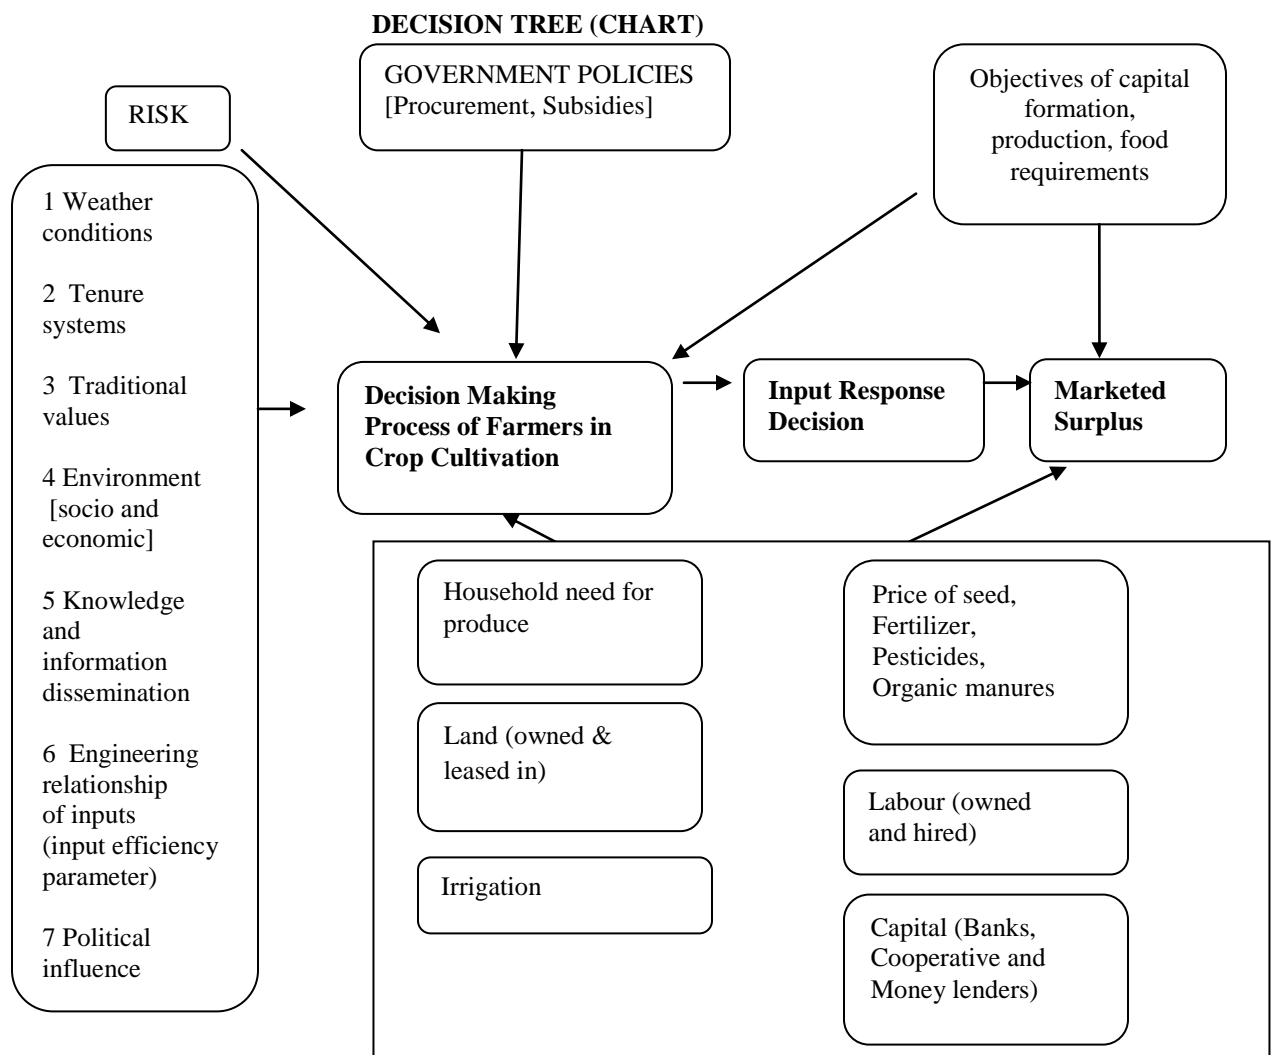 DECISION TREE (CHART)
GOVERNMENT POLICIES
[Procurement, Subsidies]
Objectives of capital
formation,
production, food
requirements
RISK
1 Weather
conditions
2  Tenure
systems
3  Traditional
values
4 Environment
[socio and
economic]
5 Knowledge
and
information
dissemination
6  Engineering
relationship
of inputs
(input efficiency
parameter)
7 Political
influence
Decision Making
Process of Farmers in
Crop Cultivation
Input Response
Decision
Marketed
Surplus
Household need for
produce
Land (owned &
leased in)
Irrigation
Price of seed,
Fertilizer,
Pesticides,
Organic manures
Labour (owned
and hired)
Capital (Banks,
Cooperative and
Money lenders)